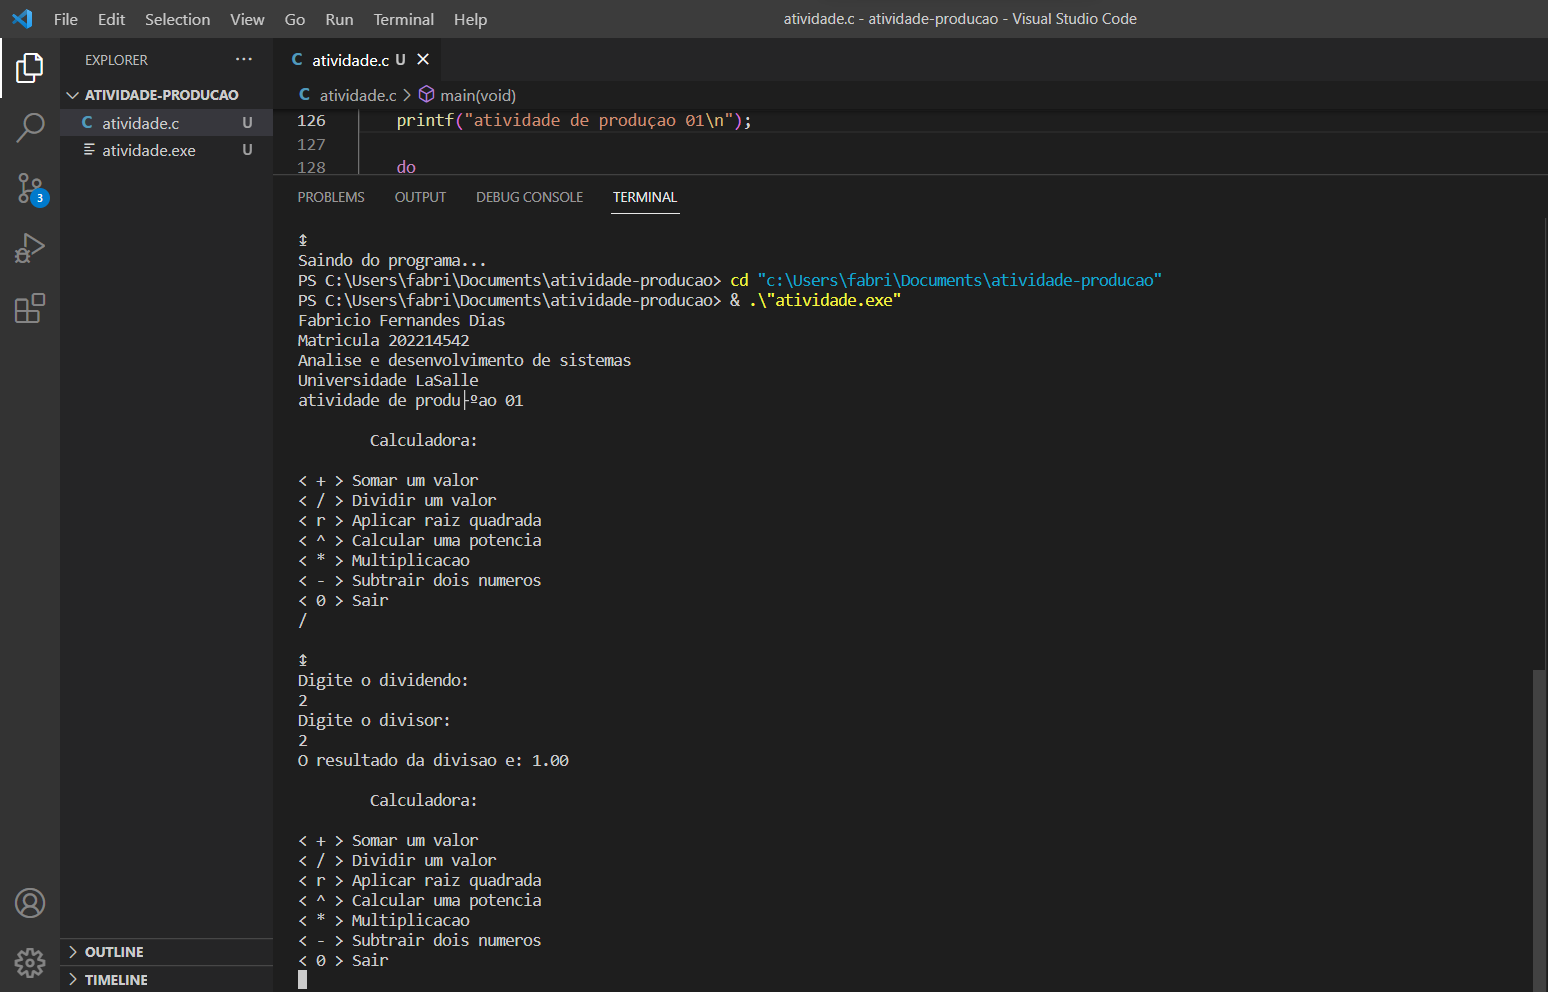 File Edit Selection View Go Run Terminal Help atividade.c - atividade-producao - Visual Studio Code
EXPLORER ...
ATIVIDADE-PRODUCAO
C atividade.c U
atividade.exe U
3
OUTLINE
TIMELINE
C atividade.c U
C atividade.c > main(void)
126 printf("atividade de produçao 01\n");
127
128 do
PROBLEMS OUTPUT DEBUG CONSOLE TERMINAL
↨
Saindo do programa...
PS C:\Users\fabri\Documents\atividade-producao> cd "c:\Users\fabri\Documents\atividade-producao"
PS C:\Users\fabri\Documents\atividade-producao> & .\"atividade.exe"
Fabricio Fernandes Dias
Matricula 202214542
Analise e desenvolvimento de sistemas
Universidade LaSalle
atividade de produ├ºao 01
Calculadora:
< + > Somar um valor
< / > Dividir um valor
< r > Aplicar raiz quadrada
< ^ > Calcular uma potencia
< * > Multiplicacao
< - > Subtrair dois numeros
< 0 > Sair
/
↨
Digite o dividendo:
2
Digite o divisor:
2
O resultado da divisao e: 1.00
Calculadora:
< + > Somar um valor
< / > Dividir um valor
< r > Aplicar raiz quadrada
< ^ > Calcular uma potencia
< * > Multiplicacao
< - > Subtrair dois numeros
< 0 > Sair